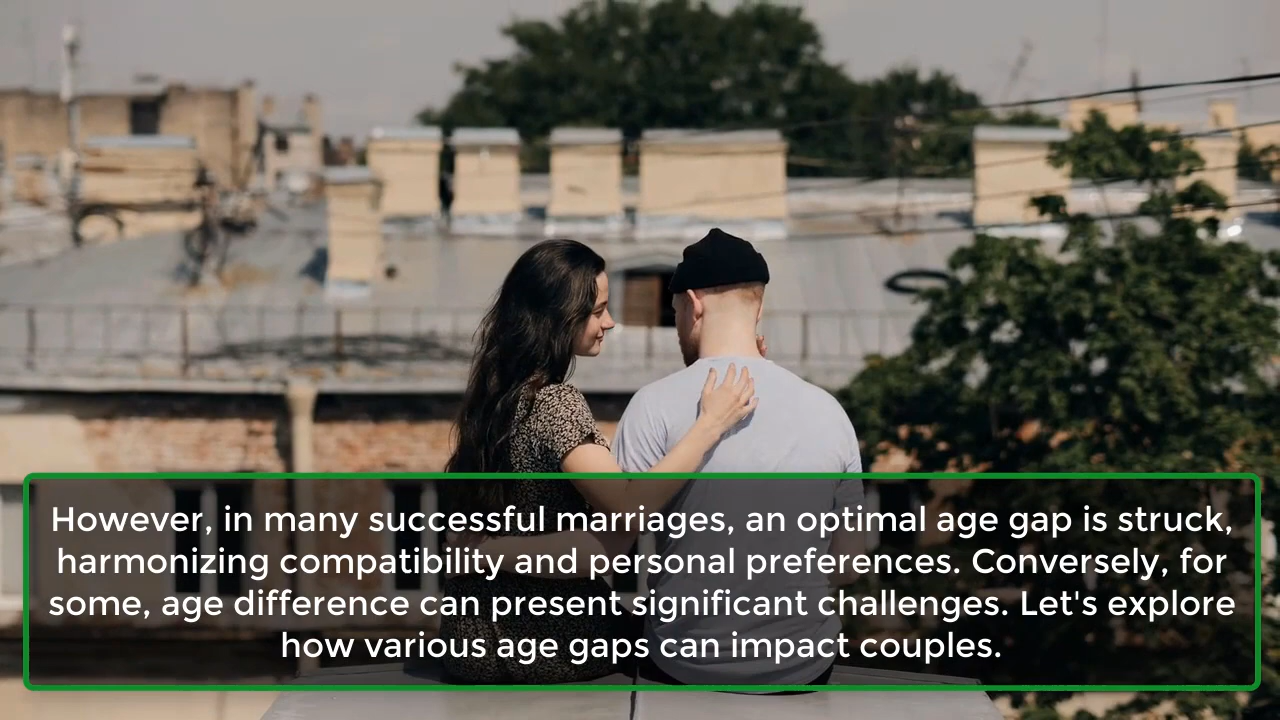 However, in many successful marriages, an optimal age gap is struck,
harmonizing compatibility and personal preferences. Conversely, for
some, age difference can present significant challenges. Let's explore
how various age gaps can impact couples.